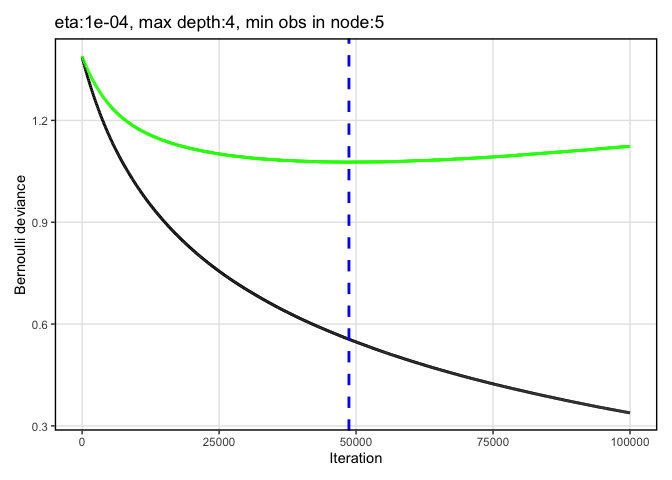 eta:1e-04, max depth:4, min obs in node:5
1.2
0.9
0.6
0.3
Bernoulli deviance
0 25000 50000 75000 100000
Iteration